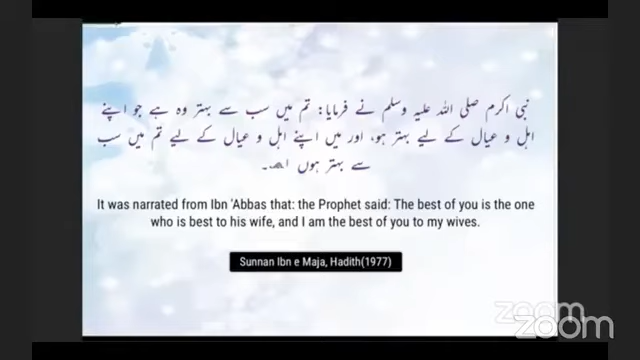 نبی اکرم صلی اللہ علیہ وسلم نے فرمایا: تم میں سب سے بہتر وہ ہے جو اپنے
اہل و عیال کے لیے بہتر ہو، اور میں اپنے اہل و عیال کے لیے تم میں سب
سے بہتر ہوں
It was narrated from Ibn 'Abbas that: the Prophet said: The best of you is the one
who is best to his wife, and I am the best of you to my wives.
Sunnan Ibn e Maja, Hadith(1977)
zoom
zoom